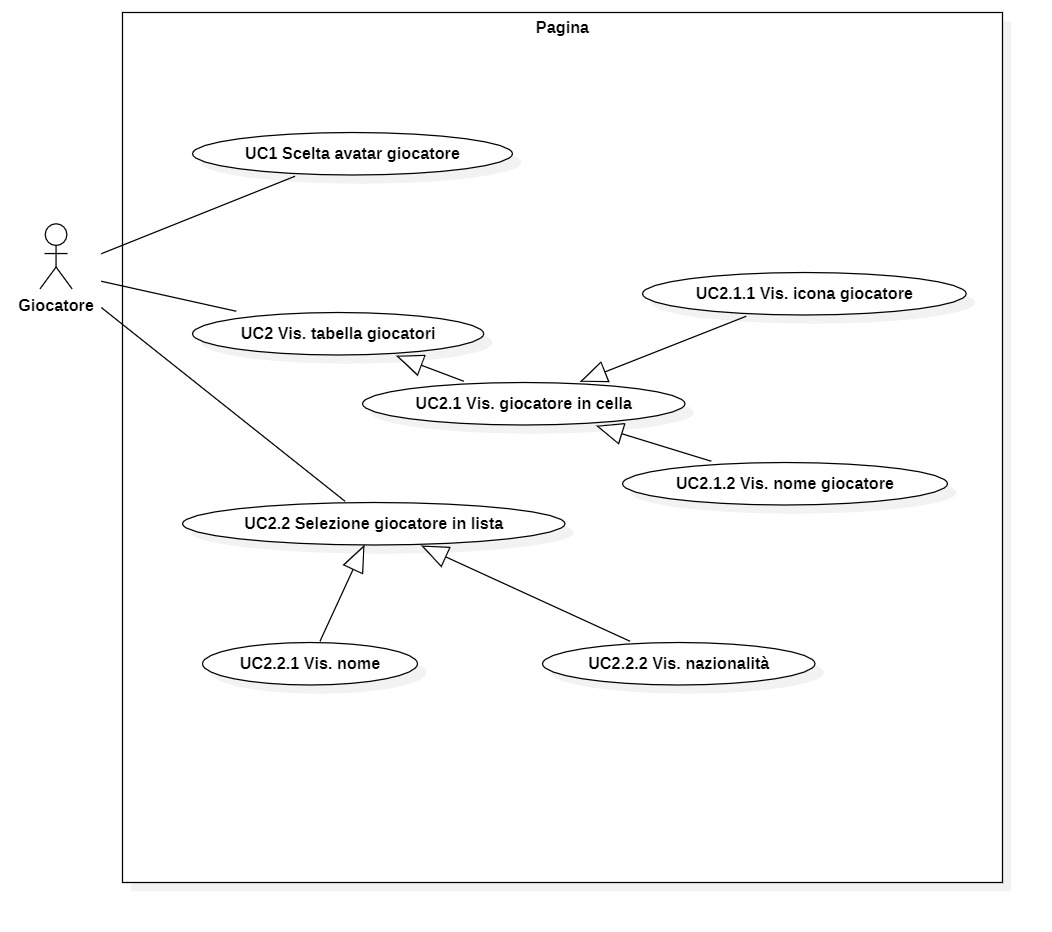 Pagina
UC1 Scelta avatar giocatore
Giocatore
UC2.1.1 Vis. icona giocatore
UC2 Vis. tabella giocatori
UC2.1 Vis. giocatore in cella
UC2.1.2 Vis. nome giocatore
UC2.2 Selezione giocatore in lista
UC2.2.1 Vis. nome
UC2.2.2 Vis. nazionalità